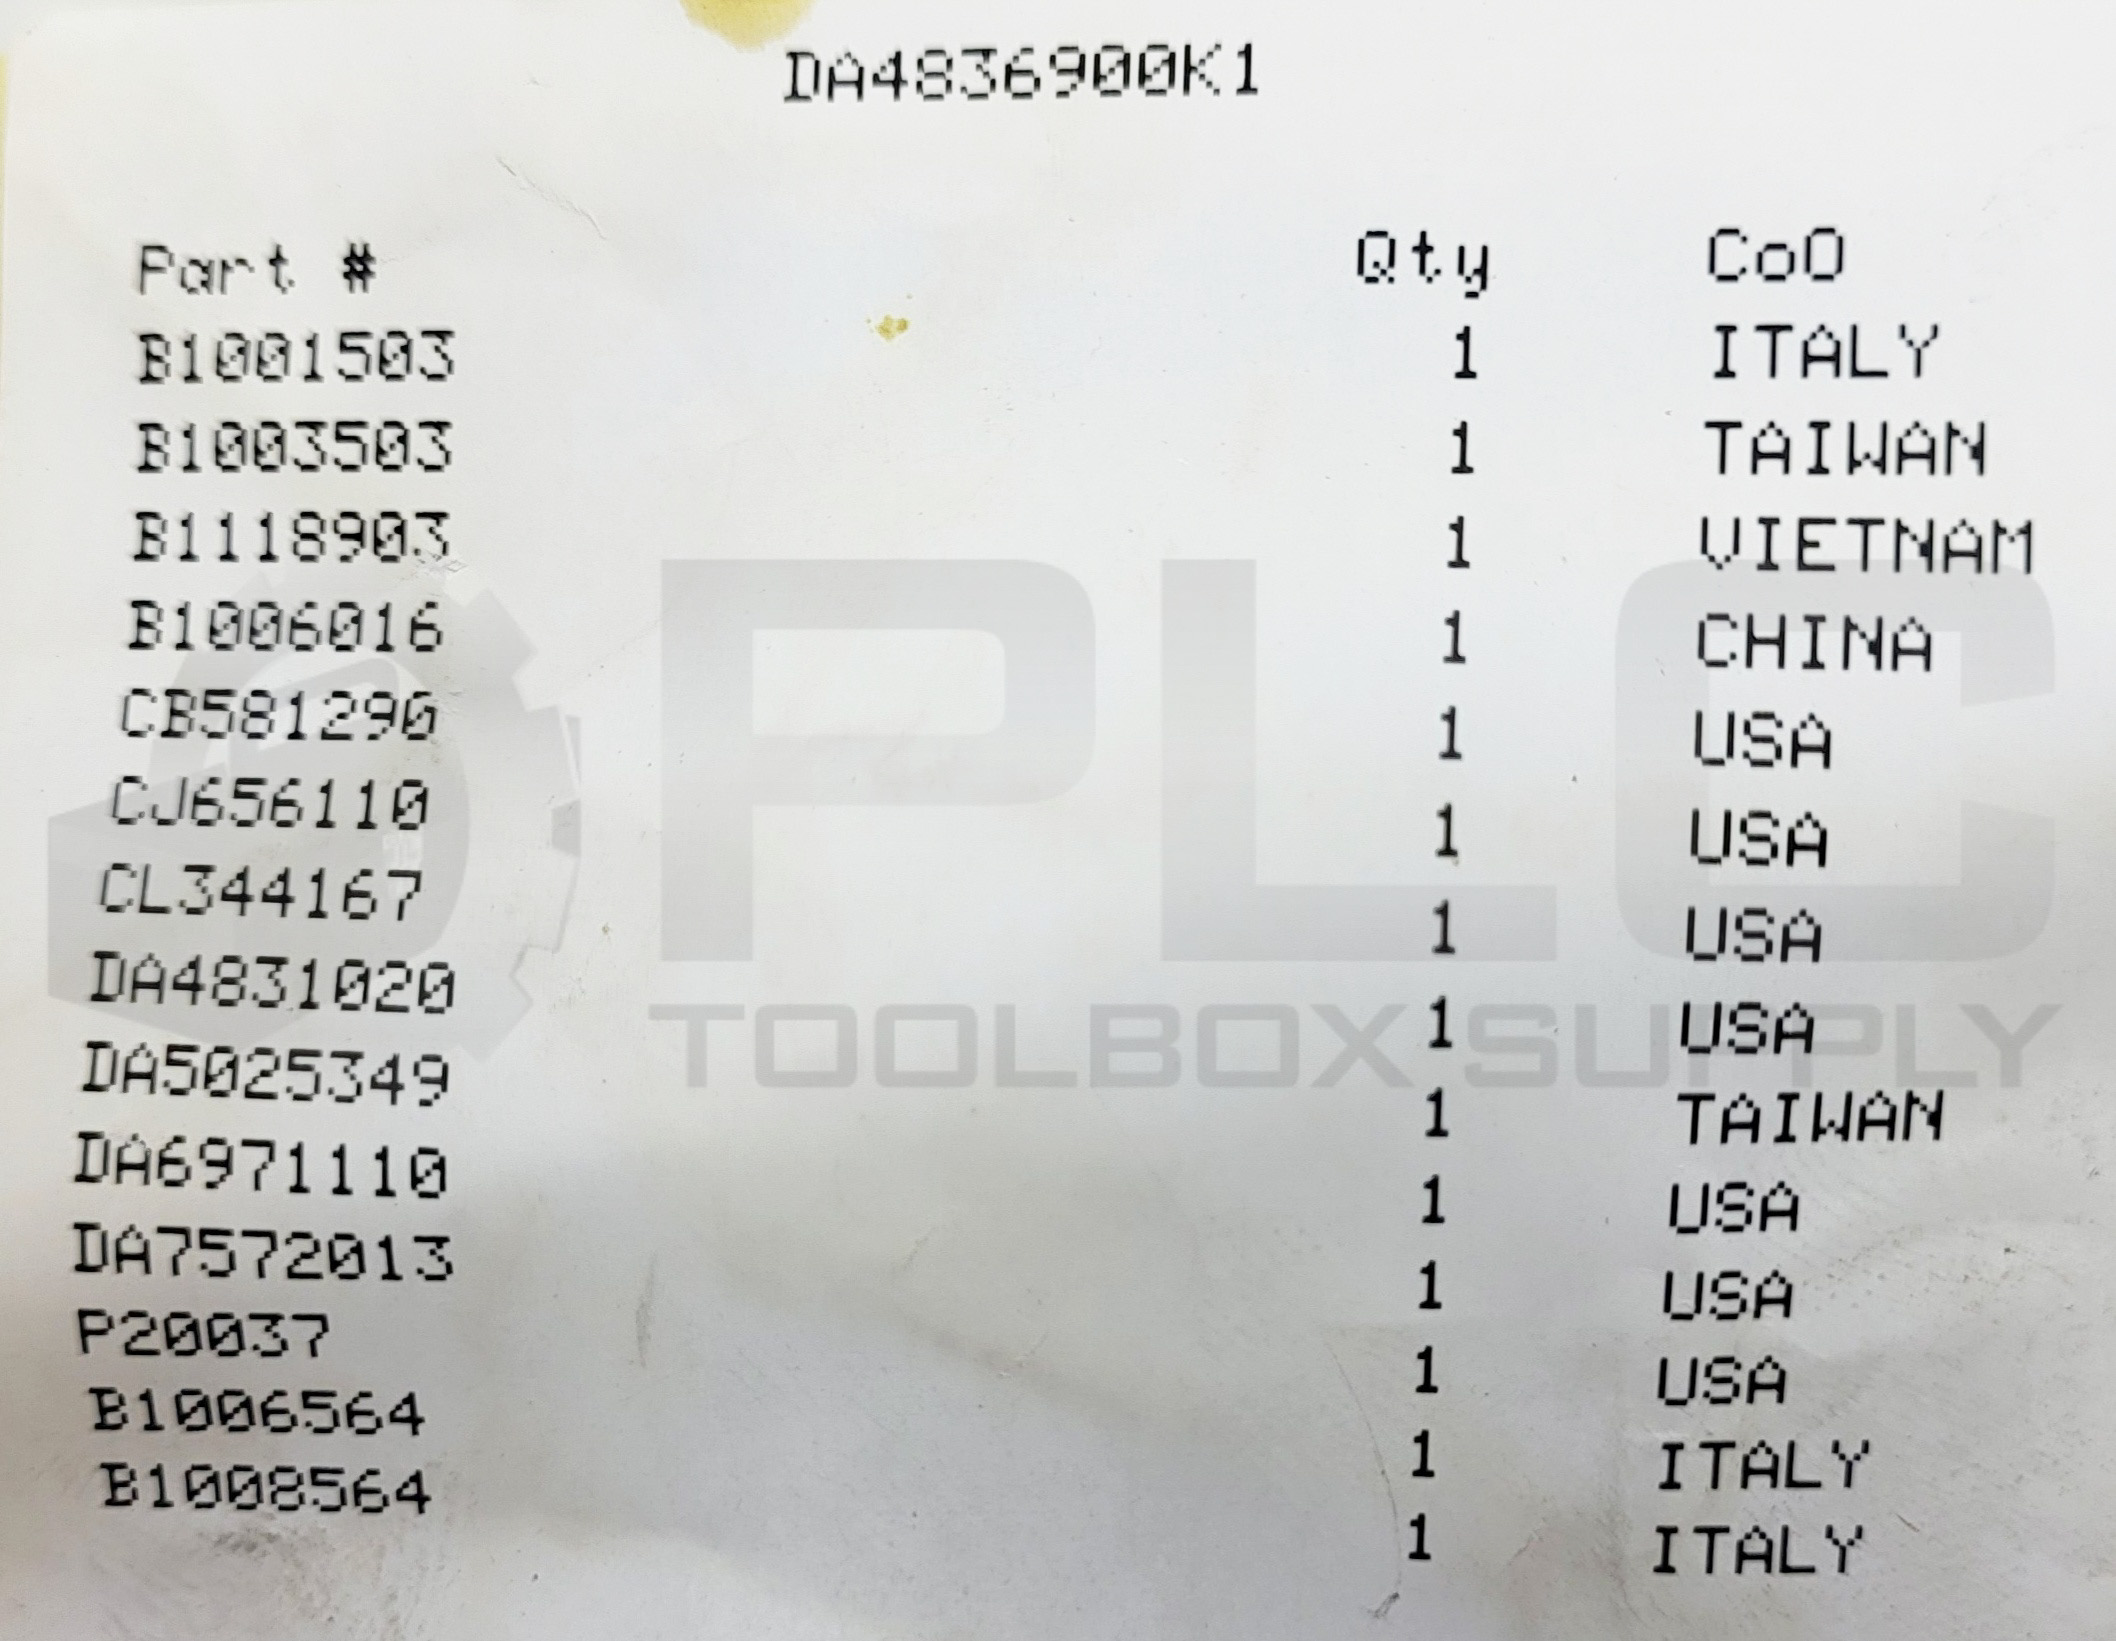 DA4836900K1
Part # Qty CoO
B1001503 1 ITALY
B1003503 1 TAIWAN
B1118903 1 VIETNAM
B1006016 1 CHINA
CB581290 1 USA
CJ656110 1 USA
CL344167 1 USA
DA4831020 1 USA
DA5025349 1 TAIWAN
DA6971110 1 USA
DA7572013 1 USA
P20037 1 USA
B1006564 1 ITALY
B1008564 1 ITALY
PLC
TOOLBOX SUPPLY